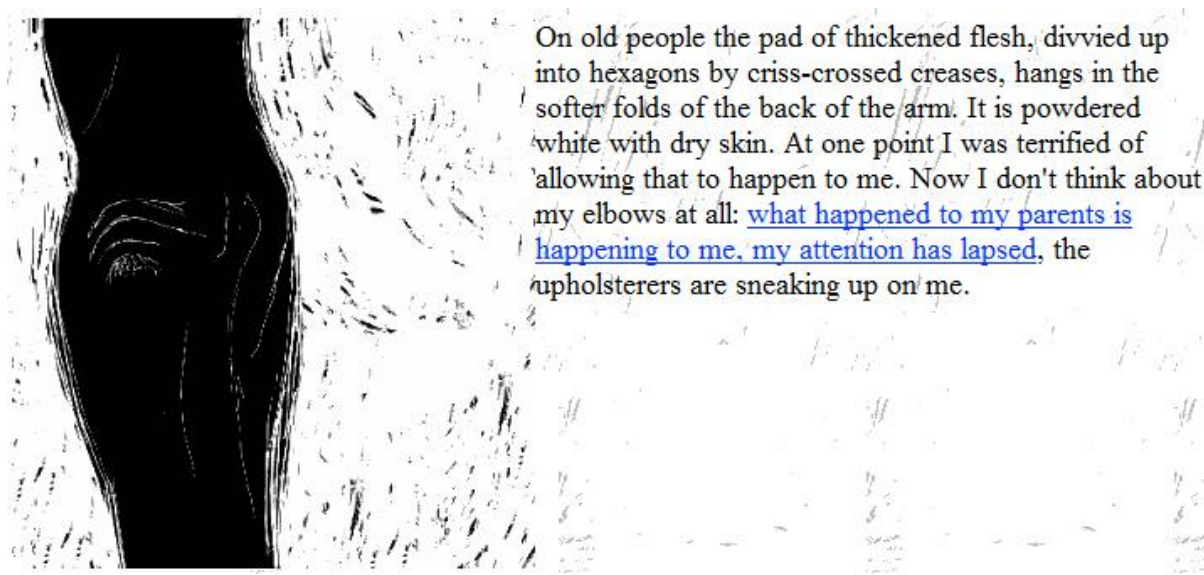 On old people the pad of thickened flesh, divvied up
into hexagons by criss-crossed creases, hangs in the
softer folds of the back of the arm. It is powdered
white with dry skin. At one point I was terrified of
allowing that to happen to me. Now I don't think about
my elbows at all: what happened to my parents is
happening to me, my attention has lapsed, the
upholsterers are sneaking up on me.